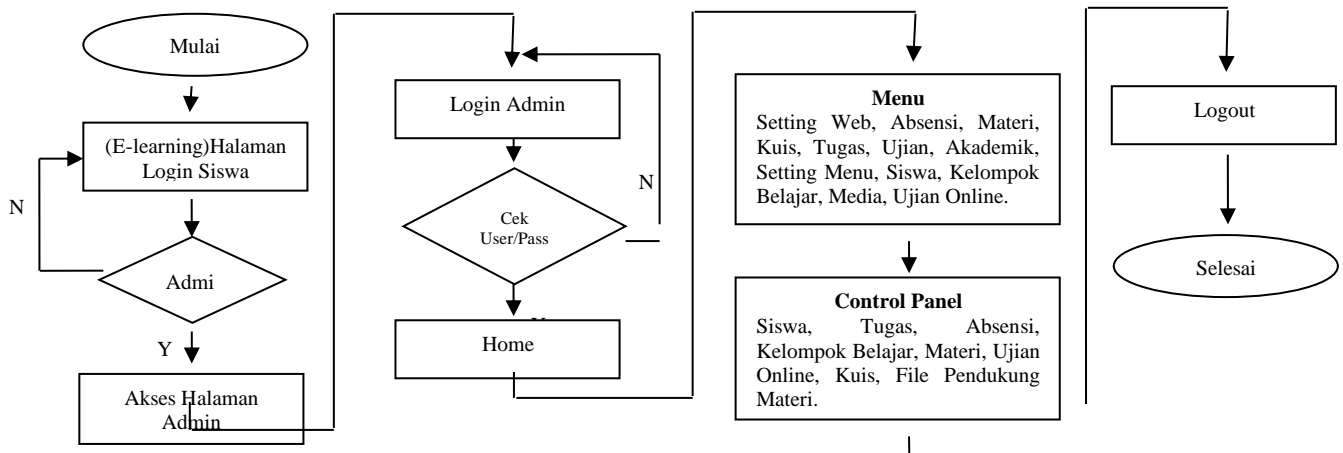 Mulai
(E-learning)Halaman
Login Siswa
N
Admi
Y
Akses Halaman
Admin
Login Admin
N
Cek
User/Pass
Home
Menu
Setting Web, Absensi, Materi,
Kuis, Tugas, Ujian, Akademik,
Setting Menu, Siswa, Kelompok
Belajar, Media, Ujian Online.
Control Panel
Siswa, Tugas, Absensi,
Kelompok Belajar, Materi, Ujian
Online, Kuis, File Pendukung
Materi.
Logout
Selesai